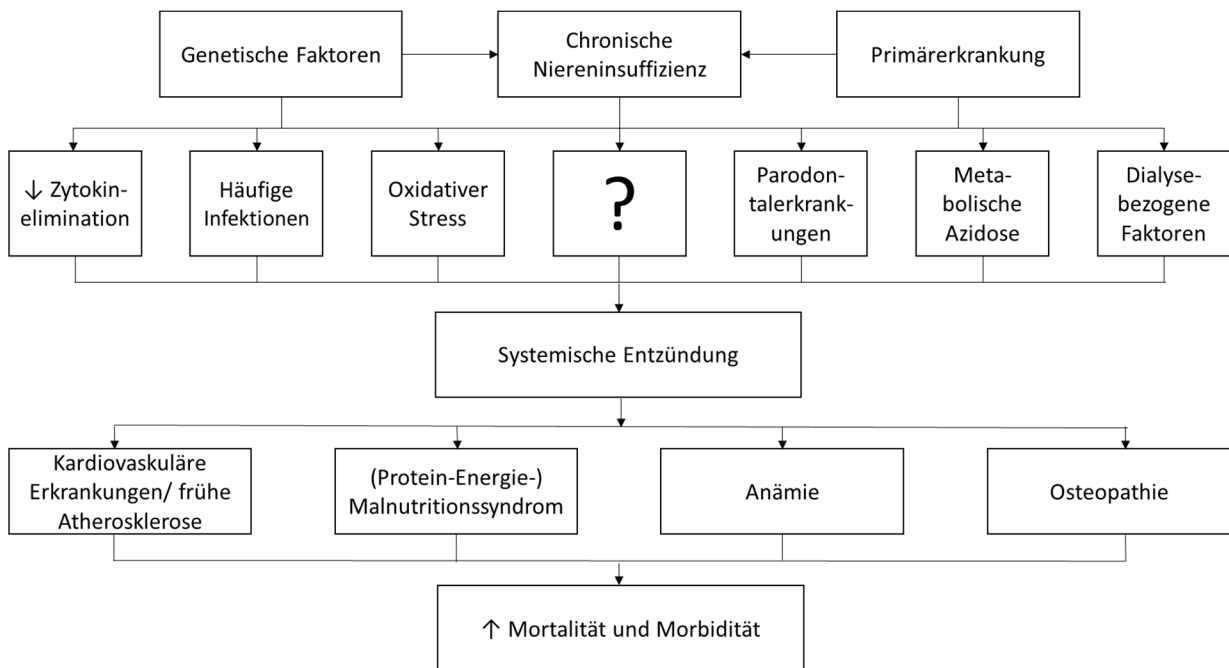 Genetische Faktoren
Chronische
Niereninsuffizienz
Primärerkrankung
↓ Zytokin-
elimination
Häufige
Infektionen
Oxidativer
Stress
?
Parodon-
talerkrank-
ungen
Meta-
bolische
Azidose
Dialyse-
bezogene
Faktoren
Systemische Entzündung
Kardiovaskuläre
Erkrankungen/ frühe
Atherosklerose
(Protein-Energie-)
Malnutritionssyndrom
Anämie
Osteopathie
↑ Mortalität und Morbidität